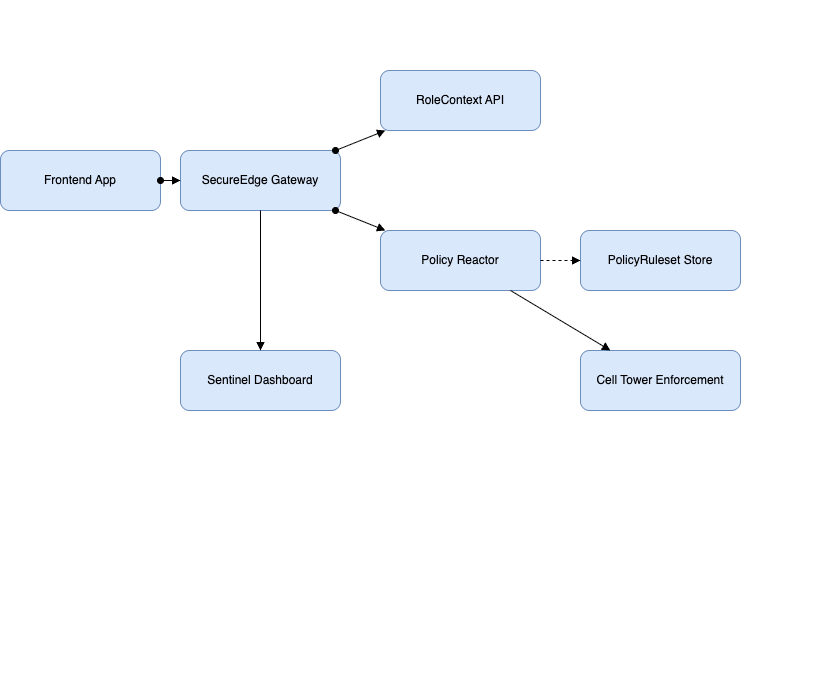 RoleContext API
Frontend App
SecureEdge Gateway
Policy Reactor
PolicyRuleset Store
Sentinel Dashboard
Cell Tower Enforcement